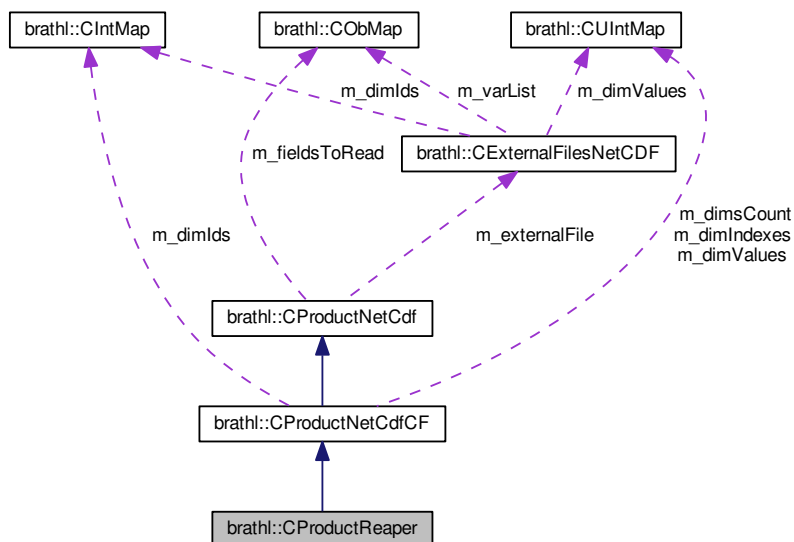 brathl::CIntMap
brathl::CObMap
brathl::CUIntMap
m_dimIds
m_varList
m_dimValues
m_fieldsToRead
brathl::CExternalFilesNetCDF
m_dimIds
m_externalFile
m_dimsCount
m_dimIndexes
m_dimValues
brathl::CProductNetCdf
brathl::CProductNetCdfCF
brathl::CProductReaper